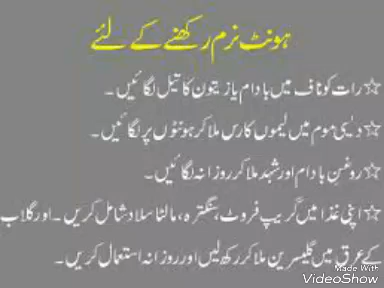 ہونٹ نرم رکھنے کے لئے
☆رات کو ناف میں بادام یا زیتون کا تیل لگائیں۔
☆دیسی موم میں لیموں کا رس ملا کر ہونٹوں پر لگائیں۔
☆روغن بادام اور شہد ملا کر روزانہ لگائیں۔
☆اپنی غذا میں گریپ فروٹ، سنگترہ، مالٹا سلاد شامل کریں۔اور گلاب
کے عرق میں گلیسرین ملا کر رکھ لیں اور روزانہ استعمال کریں۔
Made With
VideoShow